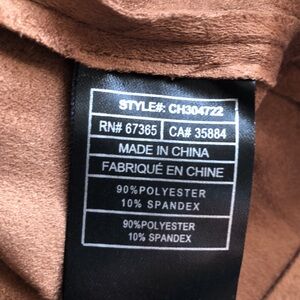 STYLE#: CH304722
RN# 67365 CA# 35884
MADE IN CHINA
FABRIQUÉ EN CHINE
90%POLYESTER
10% SPANDEX
90%POLYESTER
10% SPANDEX